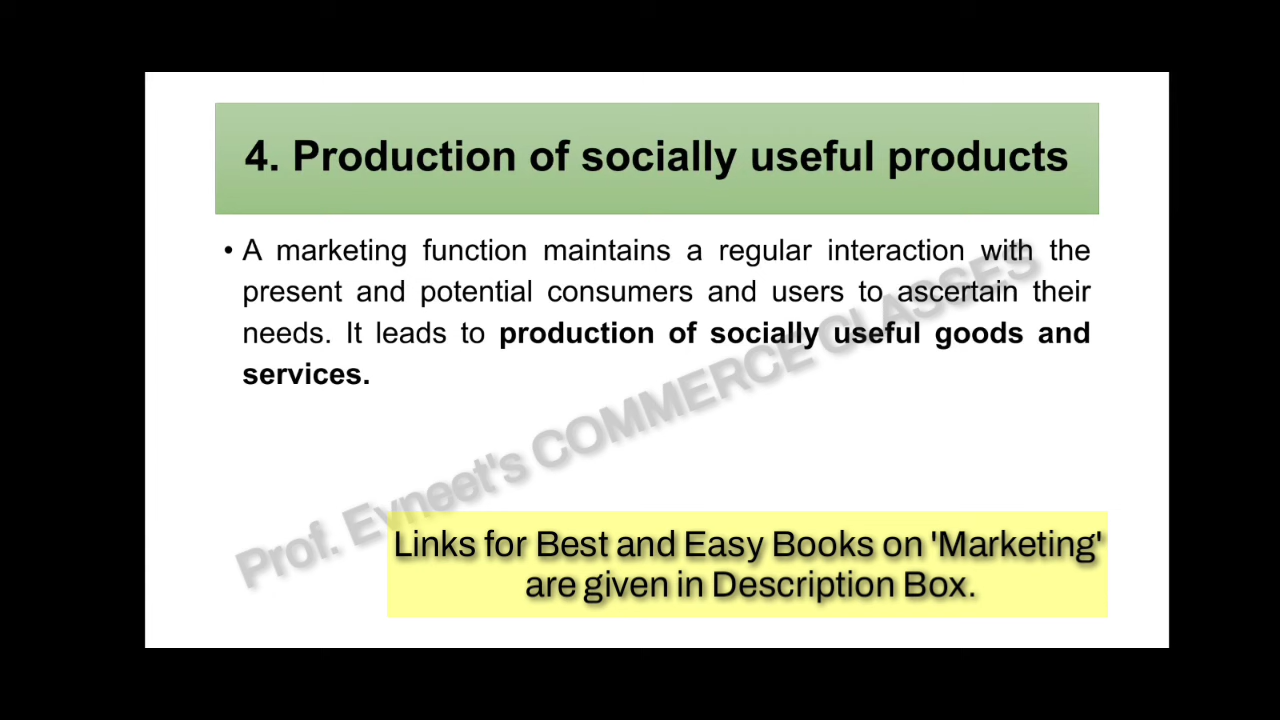 4. Production of socially useful products
• A marketing function maintains a regular interaction with the
present and potential consumers and users to ascertain their
needs. It leads to production of socially useful goods and
services.
Prof. Evneet's COMMERCE CLASSES
Links for Best and Easy Books on 'Marketing'
are given in Description Box.